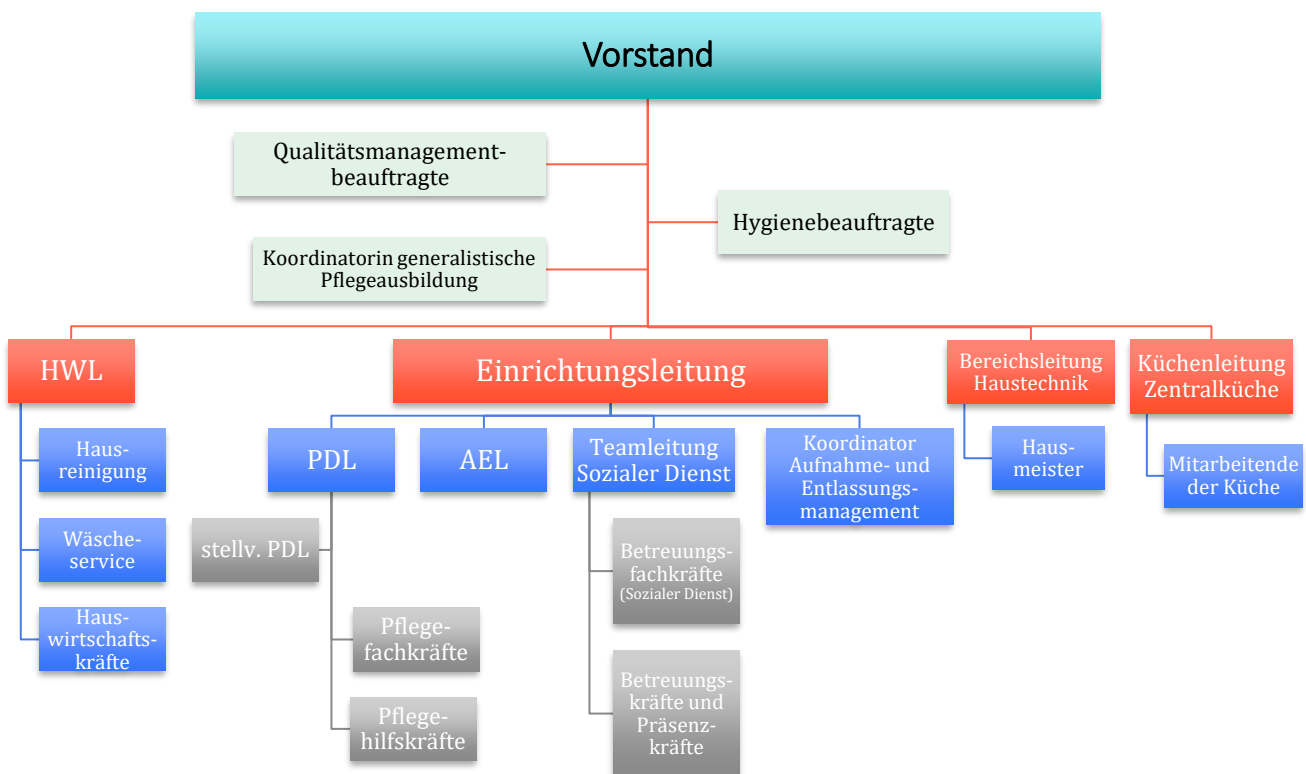 Vorstand
Qualitätsmanagement-
beauftragte
Hygienebeauftragte
Koordinatorin generalistische
Pflegeausbildung
HWL
Einrichtungsleitung
Bereichsleitung
Haustechnik
Küchenleitung
Zentralküche
Haus-
reinigung
PDL
AEL
Teamleitung
Sozialer Dienst
Koordinator
Aufnahme- und
Entlassungs-
management
Haus-
meister
Mitarbeitende
der Küche
Wäsche-
service
stellv. PDL
Betreuungs-
fachkräfte
(Sozialer Dienst)
Haus-
wirtschafts-
kräfte
Pflege-
fachkräfte
Pflege-
hilfskräfte
Betreuungs-
kräfte und
Präsenz-
kräfte